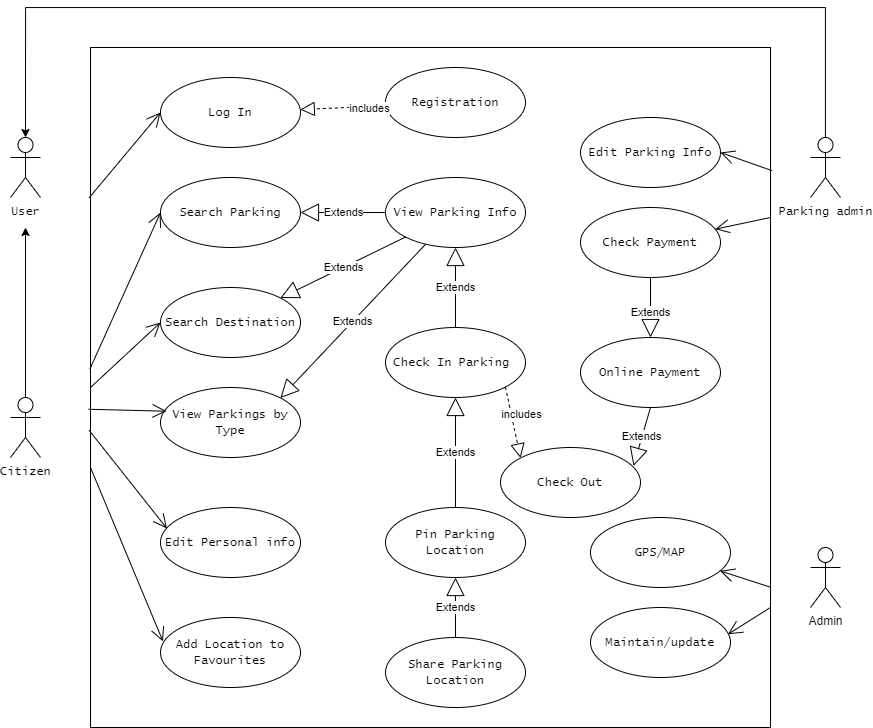 Log In
includes
Registration
Edit Parking Info
User
Search Parking
Extends
View Parking Info
Parking admin
Check Payment
Extends
Extends
Extends
Search Destination
Extends
Check In Parking
Online Payment
View Parkings by
Type
includes
Extends
Extends
Citizen
Check Out
Edit Personal info
Pin Parking
Location
GPS/MAP
Extends
Admin
Add Location to
Favourites
Maintain/update
Share Parking
Location